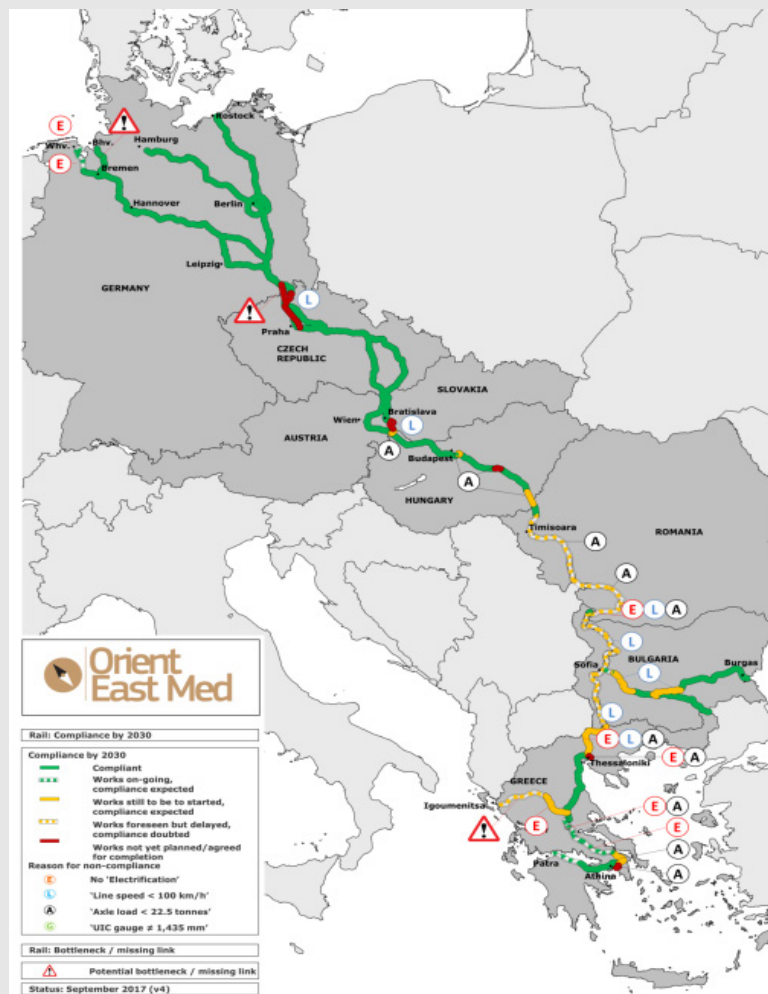 Rostock
E
Whv.
Bhv.
!
Hamburg
E
Bremen
Hannover
Berlin
Leipzig
GERMANY
L
!
Praha
CZECH
REPUBLIC
SLOVAKIA
Bratislava
Wien
L
AUSTRIA
A
Budapest
A
HUNGARY
Timisoara
A
ROMANIA
A
E L A
L
BULGARIA
Sofia
L
Burgas
L
E L A
Thessaloniki
E A
GREECE
Igoumenitsa
E A
!
E
E
A
Patra
Athina
A
Orient
East Med
Rail: Compliance by 2030
Compliance by 2030
Compliant
Works on-going,
compliance expected
Works still to be to started,
compliance expected
Works foreseen but delayed,
compliance doubted
Works not yet planned/agreed
for completion
Reason for non-compliance
E No 'Electrification'
L 'Line speed < 100 km/h'
A 'Axle load < 22.5 tonnes'
G 'UIC gauge ≠ 1,435 mm'
Rail: Bottleneck / missing link
! Potential bottleneck / missing link
Status: September 2017 (v4)